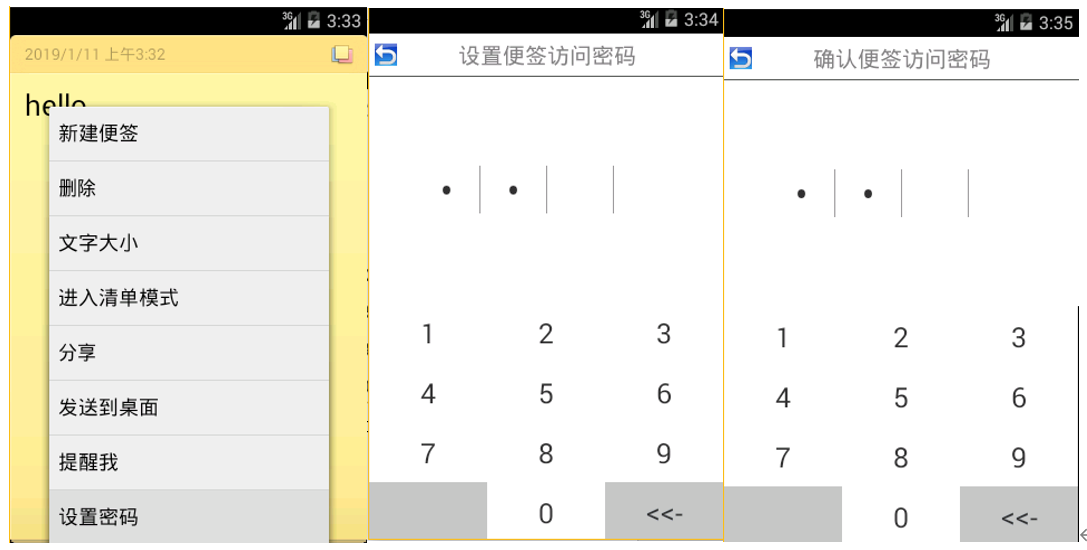 3G 3:33
2019/1/11 上午3:32
hello
新建便签
删除
文字大小
进入清单模式
分享
发送到桌面
提醒我
设置密码
3G 3:34
设置便签访问密码
1 2 3
4 5 6
7 8 9
0 <<-
3G 3:35
确认便签访问密码
1 2 3
4 5 6
7 8 9
0 <<-